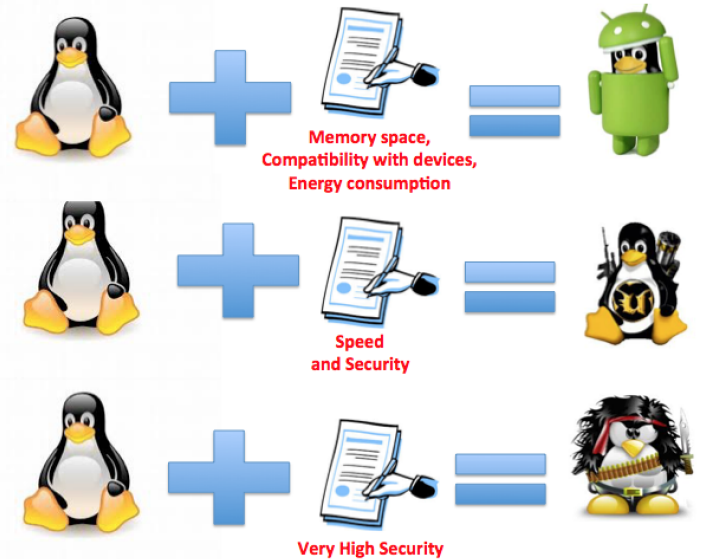 Memory space,
Compatibility with devices,
Energy consumption
Speed
and Security
Very High Security